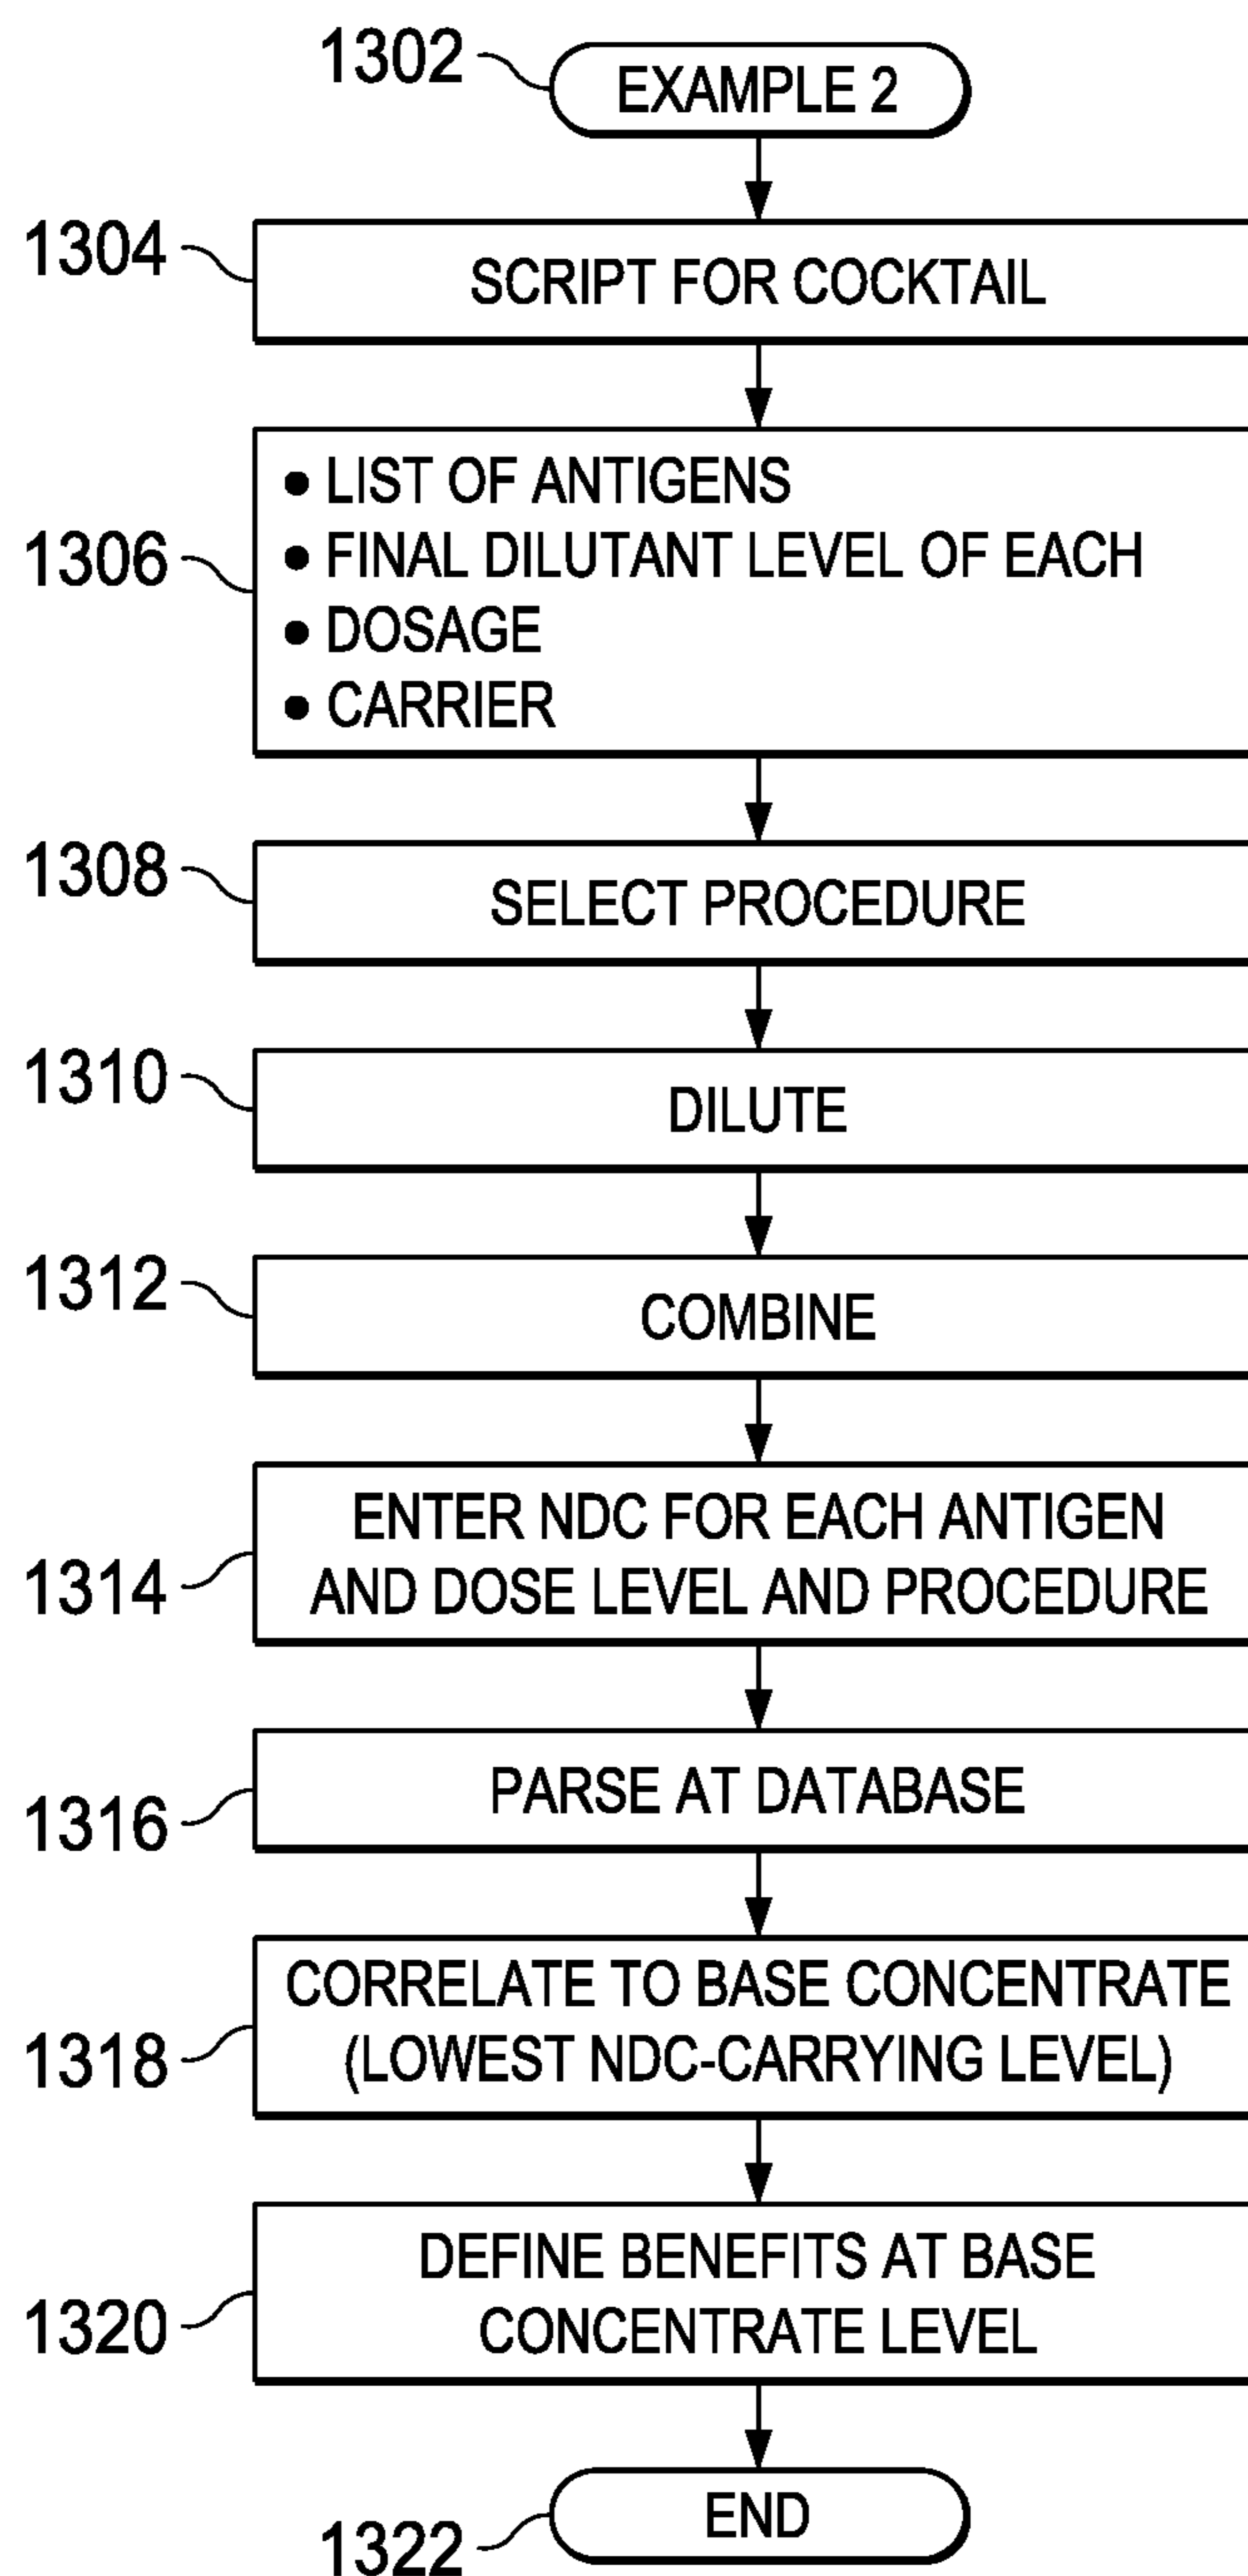 1302
EXAMPLE 2
1304
SCRIPT FOR COCKTAIL
1306
• LIST OF ANTIGENS
• FINAL DILUTANT LEVEL OF EACH
• DOSAGE
• CARRIER
1308
SELECT PROCEDURE
1310
DILUTE
1312
COMBINE
1314
ENTER NDC FOR EACH ANTIGEN
AND DOSE LEVEL AND PROCEDURE
1316
PARSE AT DATABASE
1318
CORRELATE TO BASE CONCENTRATE
(LOWEST NDC-CARRYING LEVEL)
1320
DEFINE BENEFITS AT BASE
CONCENTRATE LEVEL
1322
END